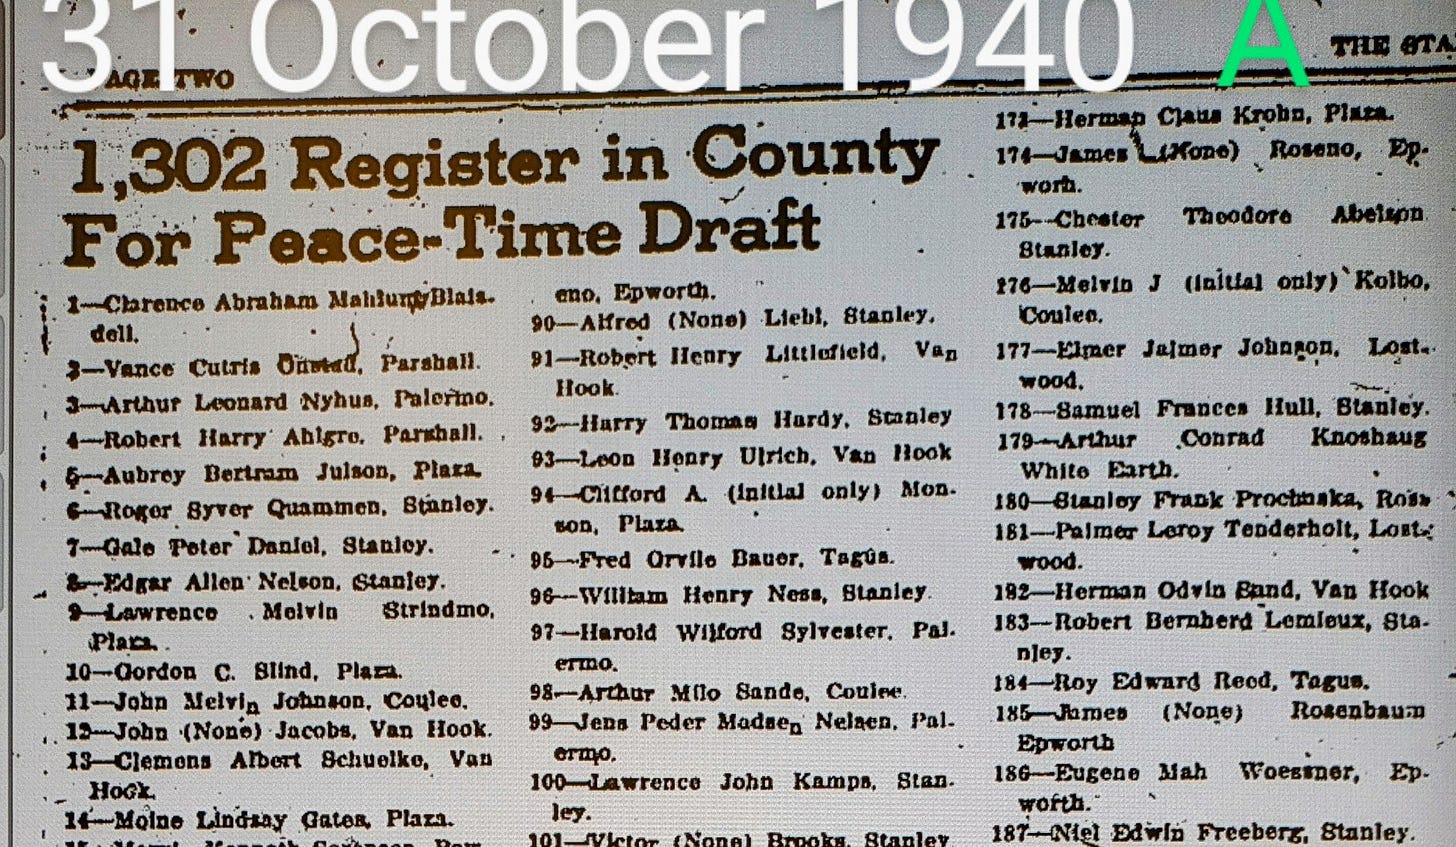 31 October 1940 A
PAGE TWO
THE STA
1,302 Register in County
For Peace-Time Draft
1—Clarence Abraham Blais-
dell.
2—Vance Cutris Parshall.
3—Arthur Leonard Nyhus, Palermo.
4—Robert Harry Ahlgro, Parshall.
5—Aubrey Bertram Julson, Plaza.
6—Roger Syver Quammen, Stanley.
7—Gale Peter Daniel, Stanley.
8—Edgar Allen Nelson, Stanley.
9—Lawrence Melvin Strindmo,
Plaza.
10—Gordon C. Slind, Plaza.
11—John Melvin Johnson, Coulee.
12—John (None) Jacobs, Van Hook.
13—Clemens Albert Schuelke, Van
Hook.
14—Moine Lindsay Gates, Plaza.
eno, Epworth.
90—Alfred (None) Liebl, Stanley.
91—Robert Henry Littlefield, Van
Hook.
92—Harry Thomas Hardy, Stanley
93—Leon Henry Ulrich, Van Hook
94—Clifford A. (initial only) Mon-
son, Plaza.
95—Fred Orvile Bauer, Tagus.
96—William Henry Ness, Stanley.
97—Harold Wilford Sylvester, Pal-
ermo.
98—Arthur Milo Sande, Coulee.
99—Jens Peder Madsen Nelsen, Pal-
ermo.
100—Lawrence John Kamps, Stan-
ley.
101—Victor (None) Brooks, Stanley
173—Herman Claus Krohn, Plaza.
174—James (None) Roseno, Ep-
worh.
175—Chester Theodore Abelson
Stanley.
176—Melvin J (initial only) Kolbo,
Coulee.
177—Elmer Jalmer Johnson, Lost-
wood.
178—Samuel Frances Hull, Stanley.
179—Arthur Conrad Knoshaug
White Earth.
180—Stanley Frank Prochnaka, Ross
181—Palmer Leroy Tenderholt, Lost-
wood.
182—Herman Odvin Sand, Van Hook
183—Robert Bernherd Lemieux, Sta-
nley.
184—Roy Edward Reed, Tagus.
185—James (None) Rosenbaum
Epworth
186—Eugene Mah Woessner, Ep-
worth.
187—Niel Edwin Freeberg, Stanley.